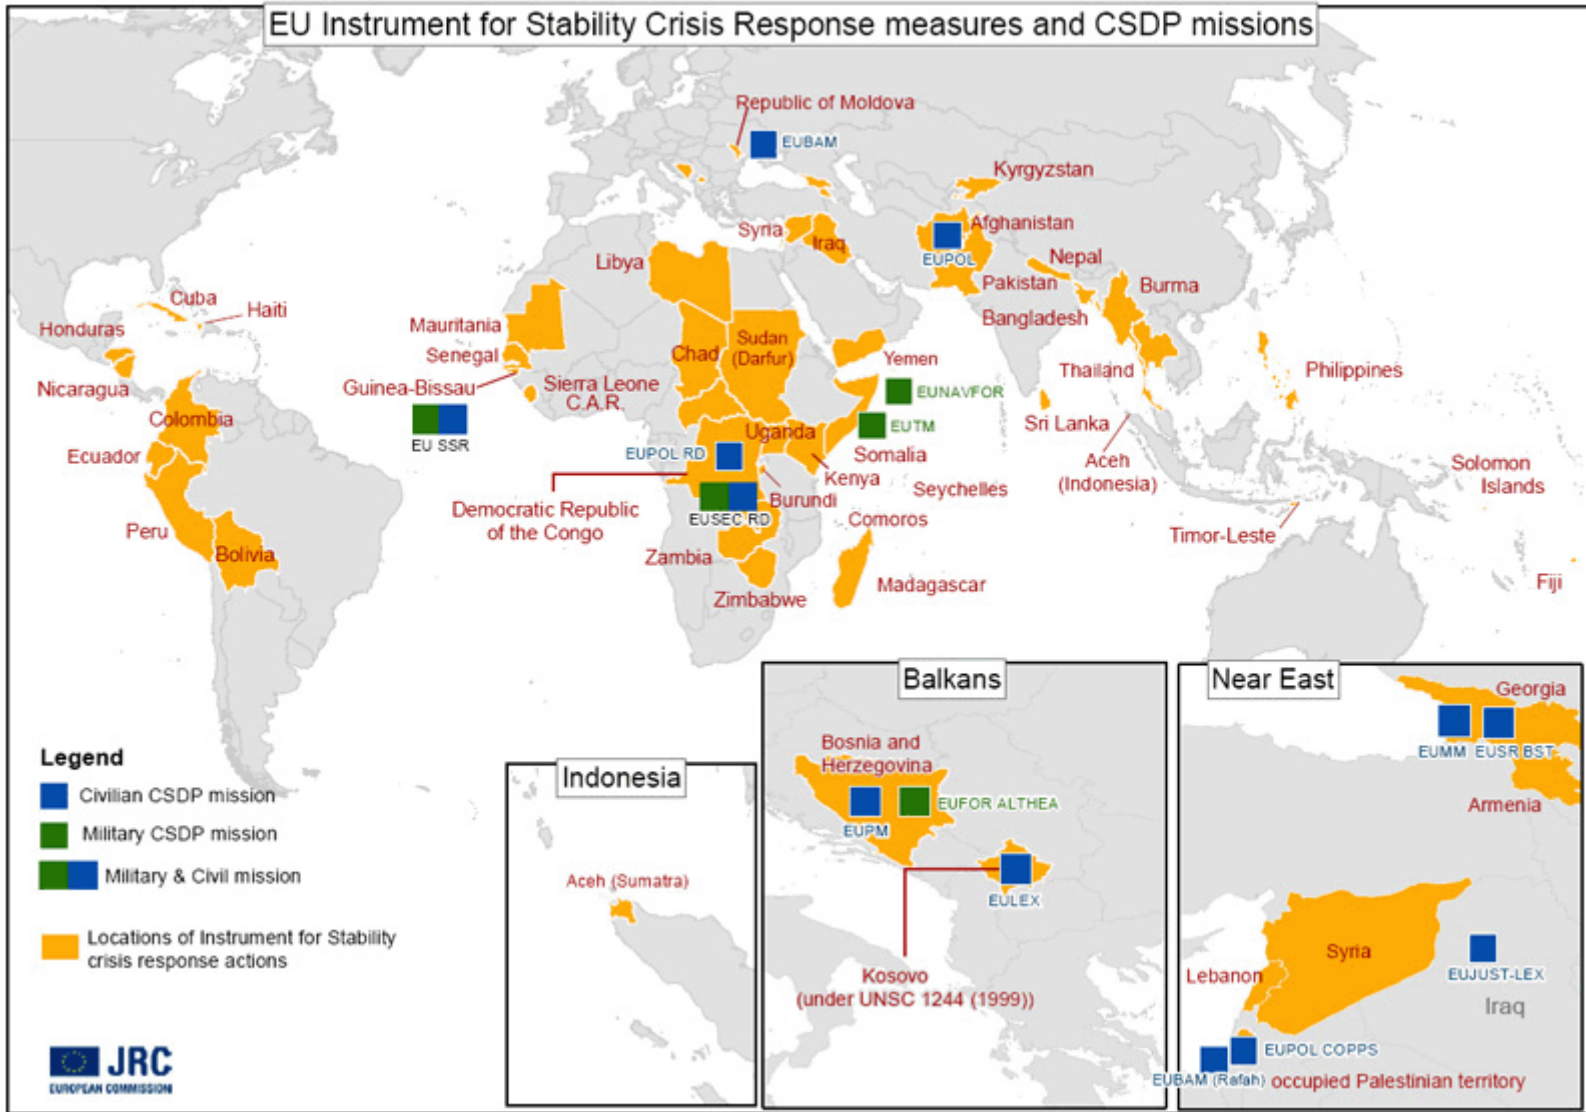 EU Instrument for Stability Crisis Response measures and CSDP missions
Republic of Moldova
EUBAM
Kyrgyzstan
Syria
Iraq
Afghanistan
EUPOL
Libya
Nepal
Pakistan
Burma
Bangladesh
Cuba
Haiti
Honduras
Mauritania
Sudan
(Darfur)
Chad
Senegal
Yemen
Thailand
Philippines
Nicaragua
Guinea-Bissau
Sierra Leone
C.A.R.
EUNAVFOR
Colombia
EU SSR
EUTM
Sri Lanka
Uganda
Ecuador
EUPOL RD
Somalia
Aceh
(Indonesia)
Solomon
Islands
Kenya
Seychelles
Burundi
Democratic Republic
of the Congo
EUSEC RD
Comoros
Peru
Timor-Leste
Bolivia
Zambia
Madagascar
Fiji
Zimbabwe
Legend
Civilian CSDP mission
Military CSDP mission
Military & Civil mission
Locations of Instrument for Stability
crisis response actions
JRC
EUROPEAN COMMISSION
Indonesia
Aceh (Sumatra)
Balkans
Bosnia and
Herzegovina
EUFOR ALTHEA
EUPM
EULEX
Kosovo
(under UNSC 1244 (1999))
Near East
Georgia
EUMM
EUSR BST
Armenia
Syria
Lebanon
EUJUST-LEX
Iraq
EUPOL COPPS
EUBAM (Rafah)
occupied Palestinian territory